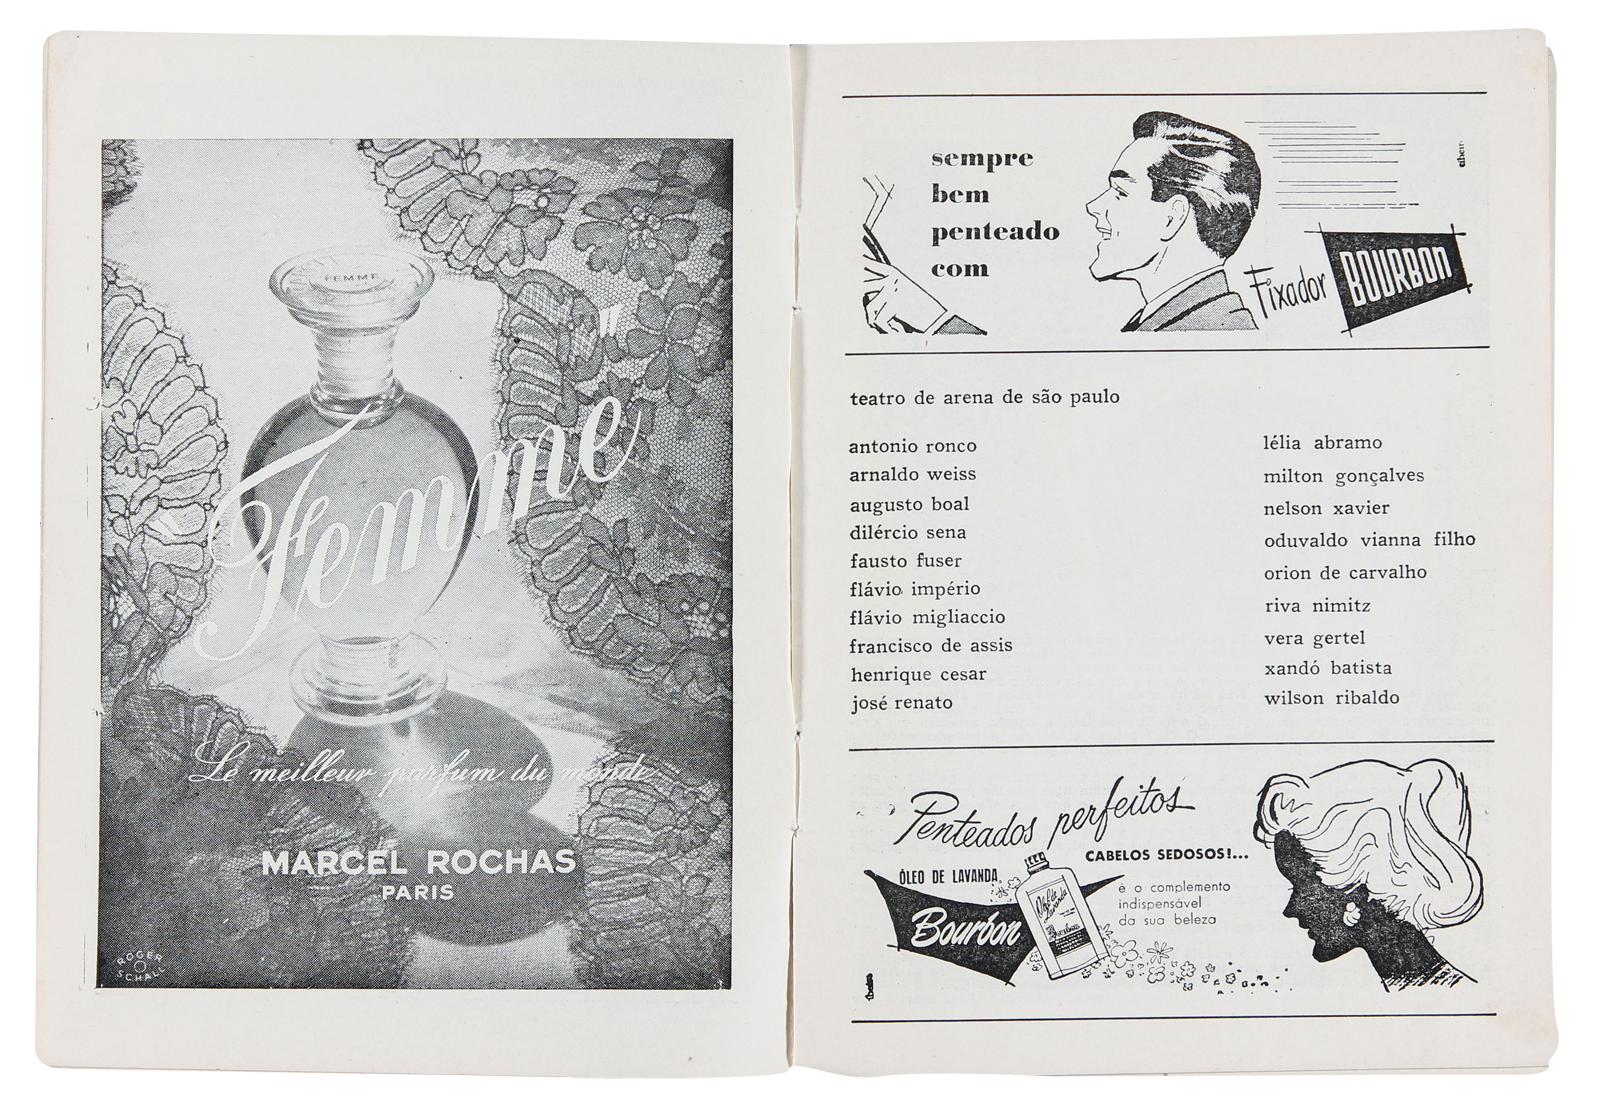 FEMME
Femme
Le meilleur parfum du monde
MARCEL ROCHAS
PARIS
ROGER
SCHALL
sempre
bem
penteado
com
Fixador
BOURBON
teatro de arena de são paulo
antonio ronco
arnaldo weiss
augusto boal
dilércio sena
fausto fuser
flávio império
flávio migliaccio
francisco de assis
henrique cesar
josé renato
lélia abramo
milton gonçalves
nelson xavier
oduvaldo vianna filho
orion de carvalho
riva nimitz
vera gertel
xandó batista
wilson ribaldo
Penteados perfeitos
CABELOS SEDOSOS!...
ÓLEO DE LAVANDA
Bourbon
é o complemento
indispensável
da sua beleza